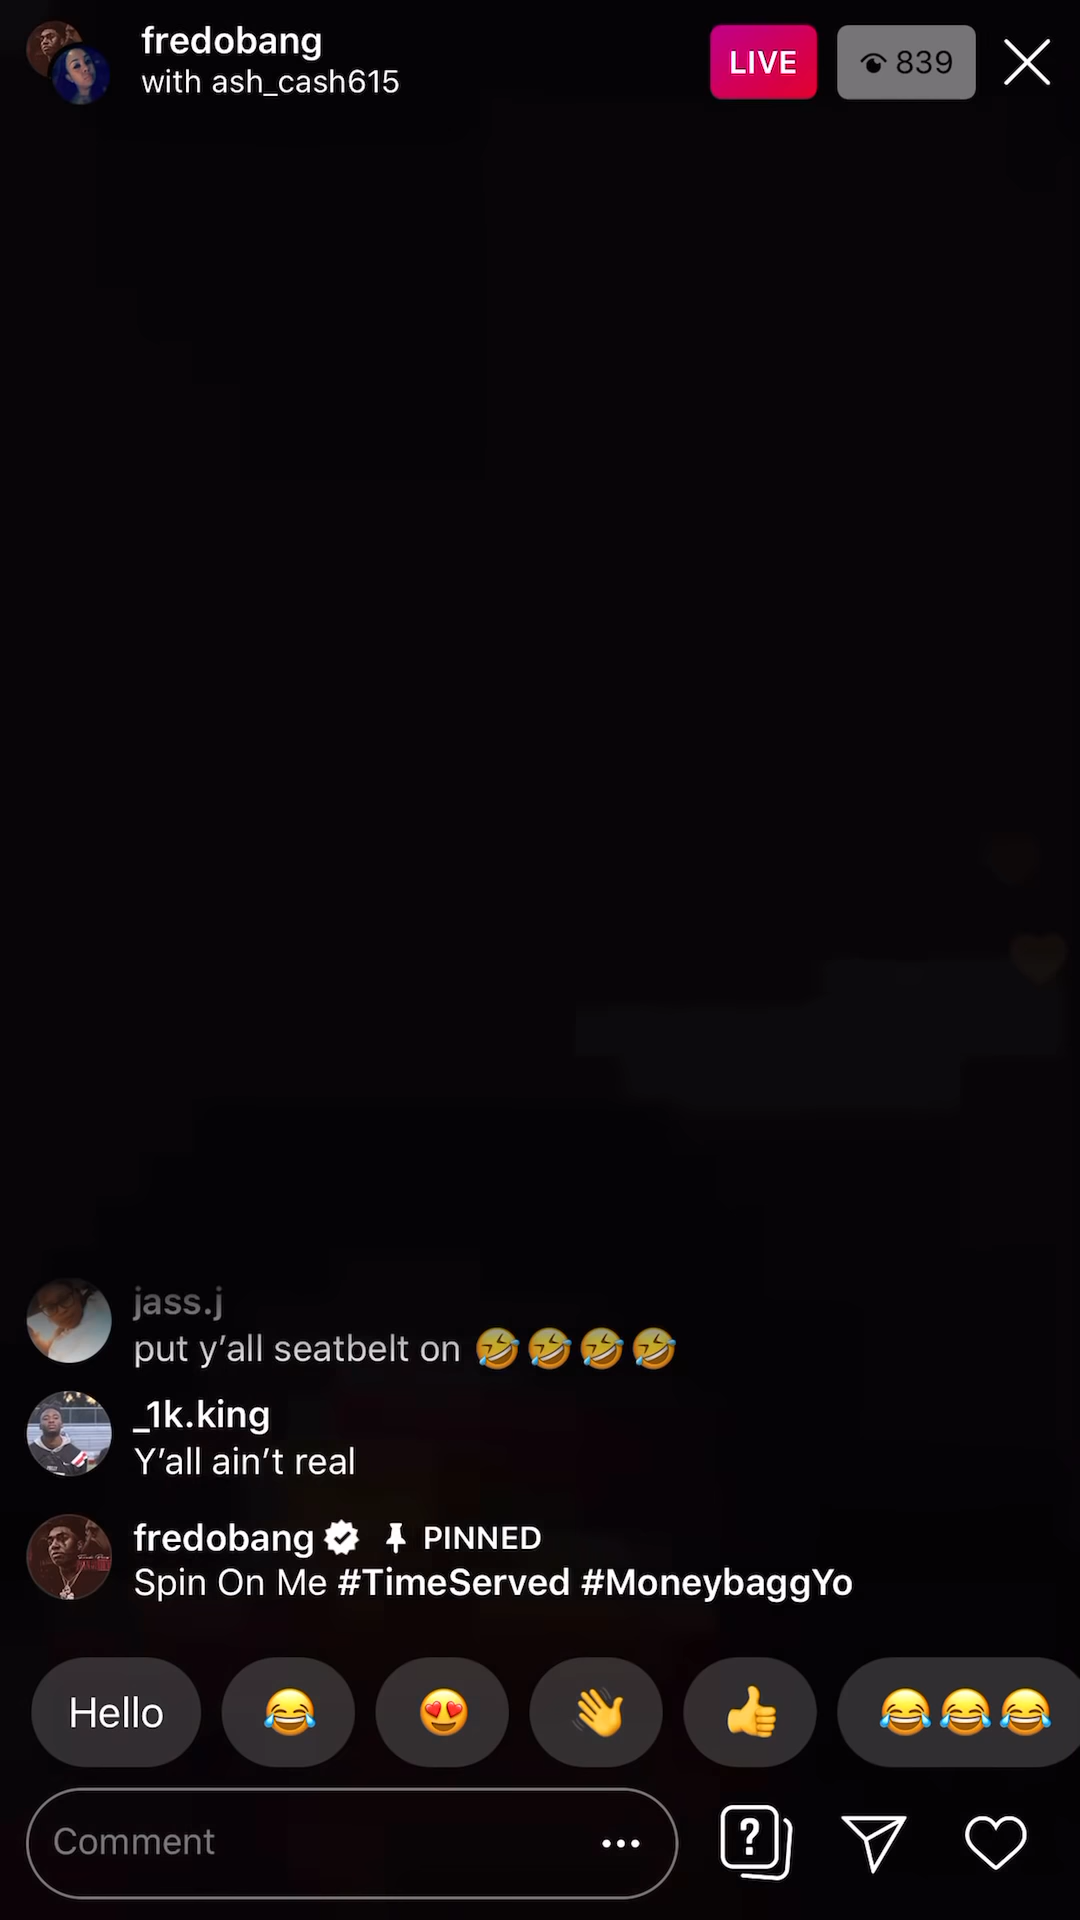 fredobang
with ash_cash615
LIVE
839
jass.j
put y’all seatbelt on 🤣🤣🤣🤣
_1k.king
Y’all ain’t real
fredobang PINNED
Spin On Me #TimeServed #MoneybaggYo
Hello 😂 😍 👋 👍 😂😂😂
Comment